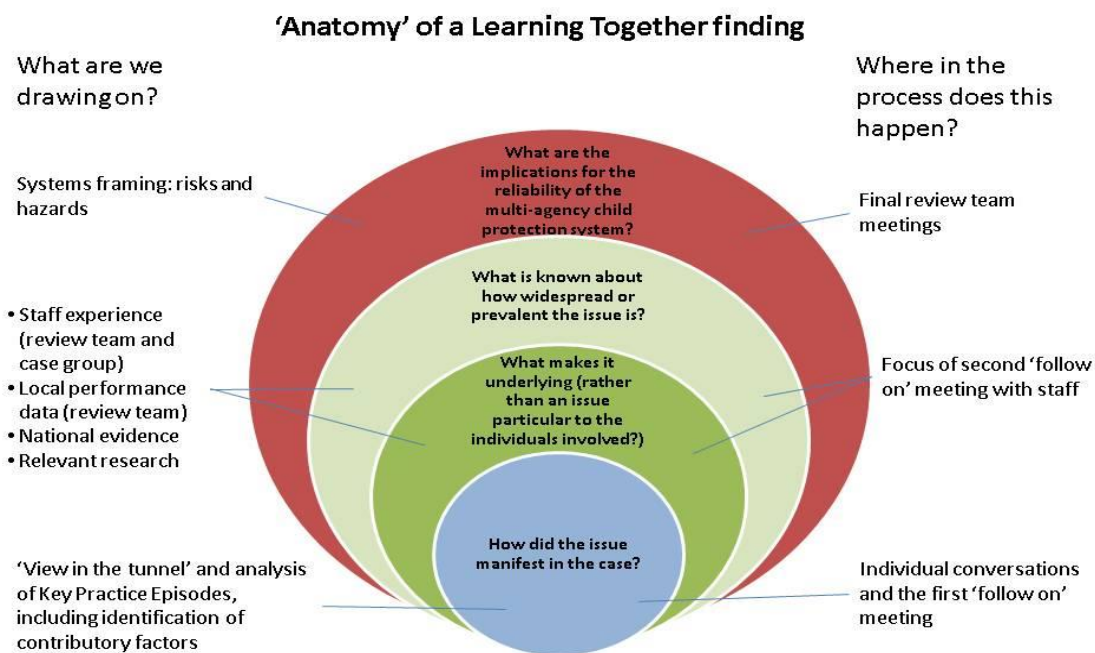 ‘Anatomy’ of a Learning Together finding
What are we
drawing on?
Where in the
process does this
happen?
Systems framing: risks and
hazards
What are the
implications for the
reliability of the
multi-agency child
protection system?
Final review team
meetings
• Staff experience
(review team and
case group)
• Local performance
data (review team)
• National evidence
• Relevant research
What is known about
how widespread or
prevalent the issue is?
What makes it
underlying (rather
than an issue
particular to the
individuals involved?)
Focus of second ‘follow
on’ meeting with staff
‘View in the tunnel’ and analysis
of Key Practice Episodes,
including identification of
contributory factors
How did the issue
manifest in the case?
Individual conversations
and the first ‘follow on’
meeting